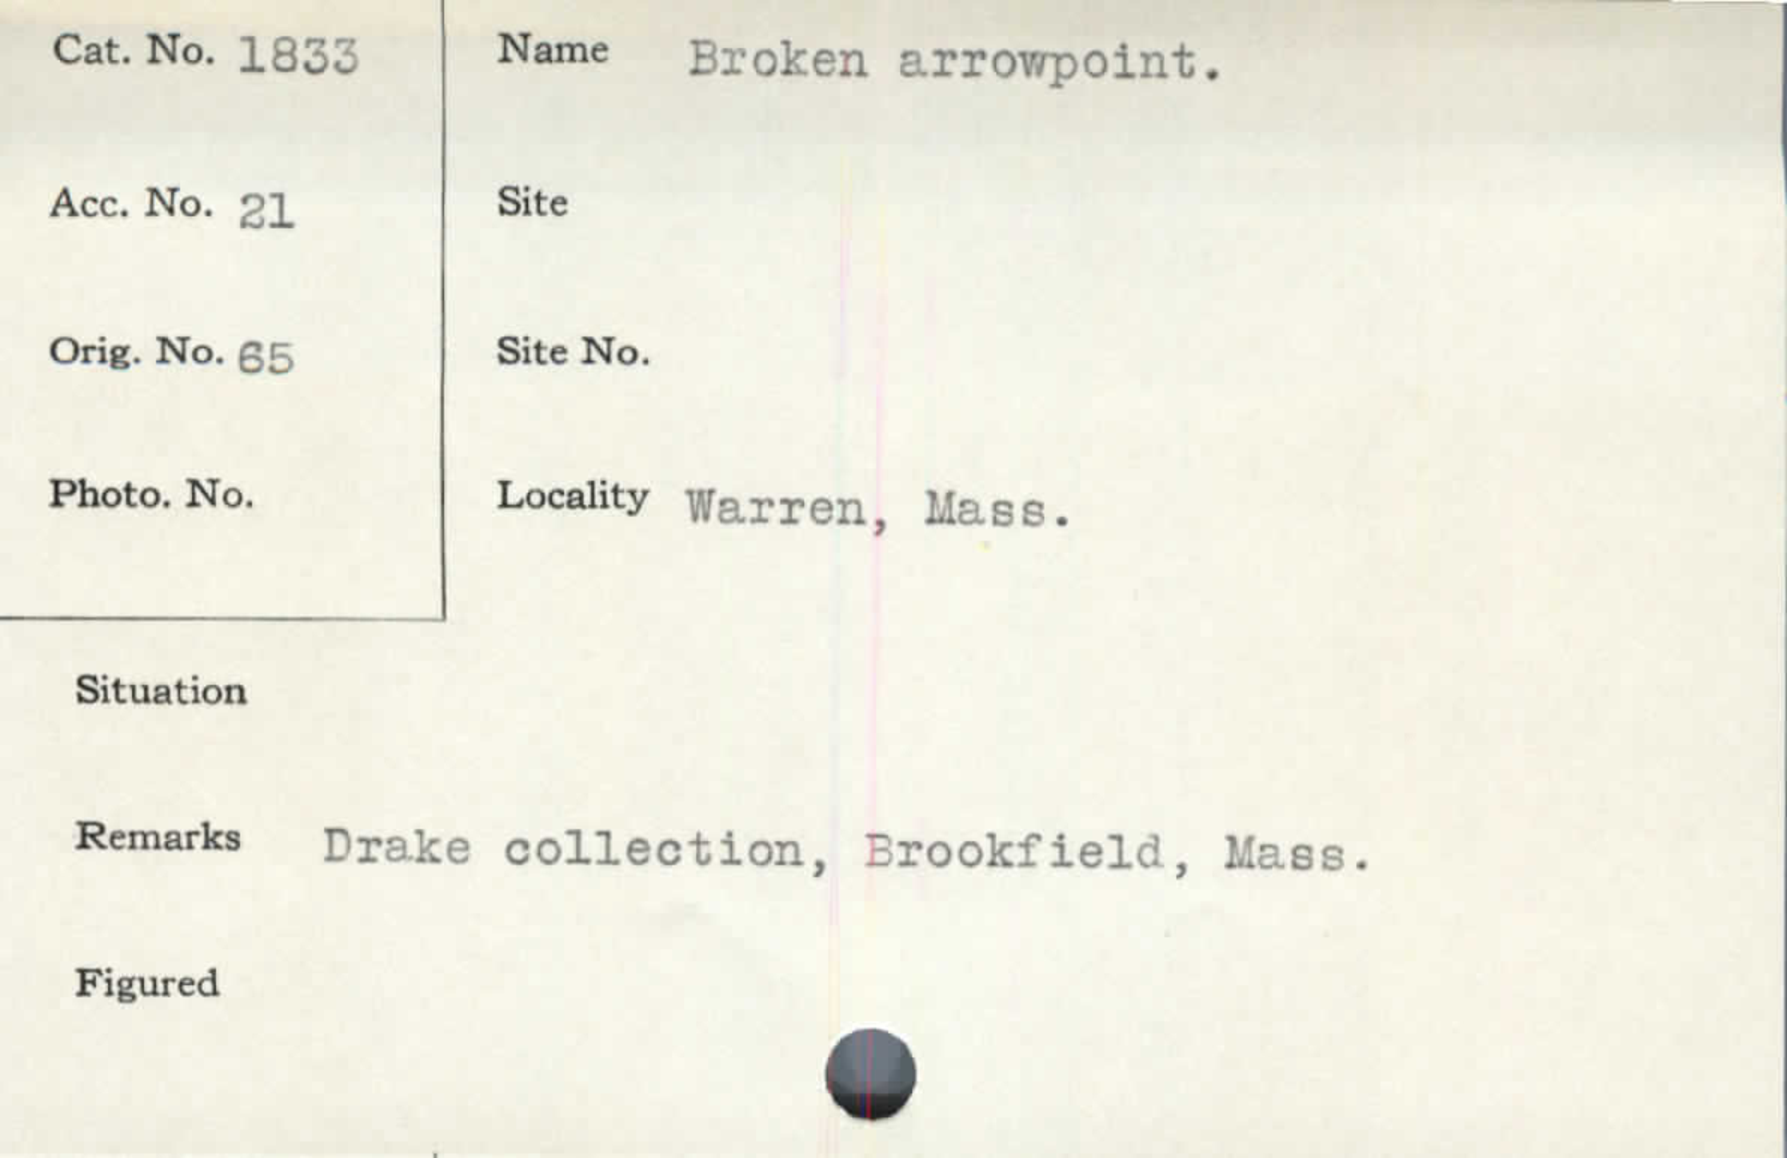 Cat. No. 1833
Name Broken arrowpoint.
Acc. No. 21
Site
Orig. No. 65
Site No.
Photo. No.
Locality Warren, Mass.
Situation
Remarks Drake collection, Brookfield, Mass.
Figured